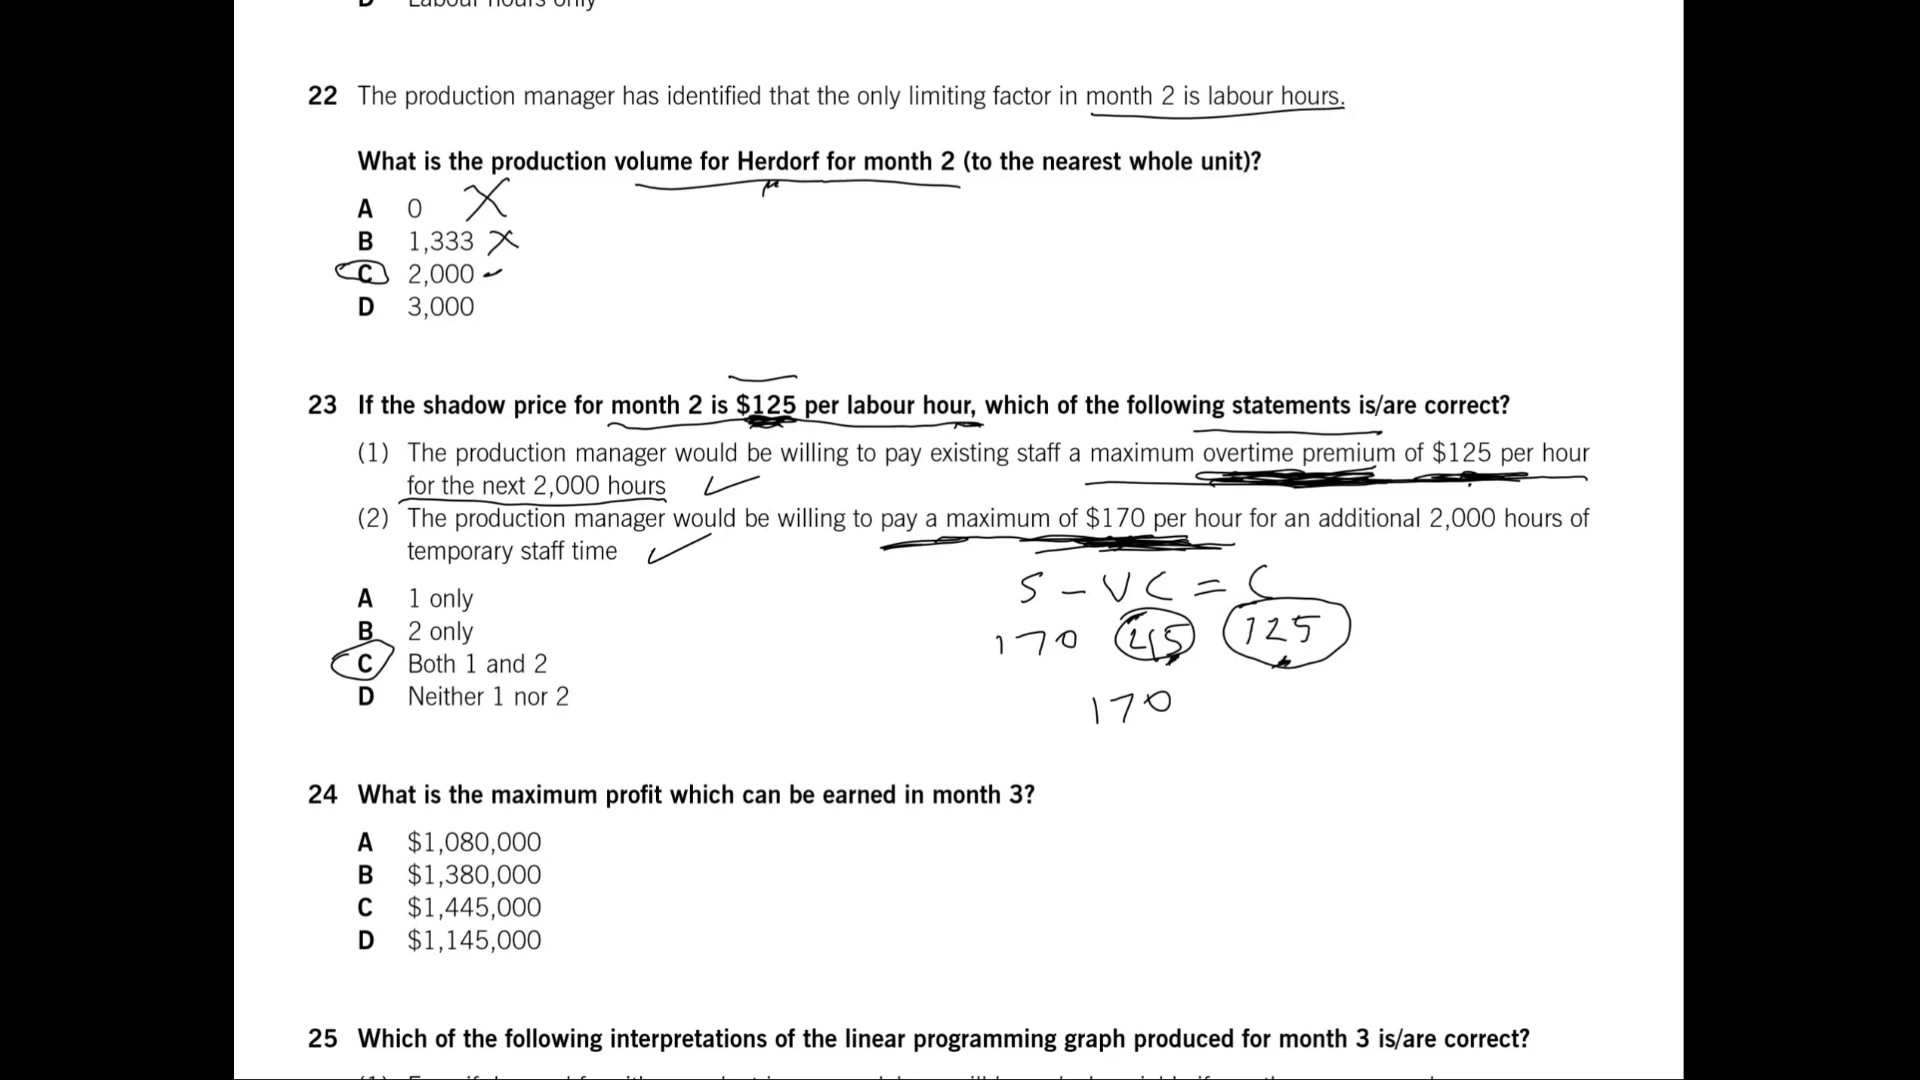 D Labour hours only
22 The production manager has identified that the only limiting factor in month 2 is labour hours.
What is the production volume for Herdorf for month 2 (to the nearest whole unit)?
A 0
B 1,333
C 2,000
D 3,000
23 If the shadow price for month 2 is $125 per labour hour, which of the following statements is/are correct?
(1) The production manager would be willing to pay existing staff a maximum overtime premium of $125 per hour
for the next 2,000 hours
(2) The production manager would be willing to pay a maximum of $170 per hour for an additional 2,000 hours of
temporary staff time
S - VC = C
170 45 125
170
A 1 only
B 2 only
C Both 1 and 2
D Neither 1 nor 2
24 What is the maximum profit which can be earned in month 3?
A $1,080,000
B $1,380,000
C $1,445,000
D $1,145,000
25 Which of the following interpretations of the linear programming graph produced for month 3 is/are correct?